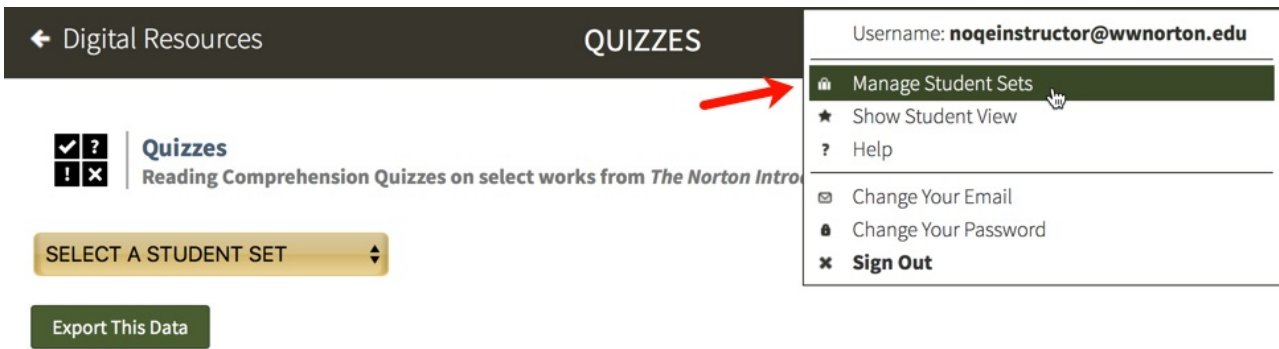 ← Digital Resources
QUIZZES
Username: noqeinstructor@wwnorton.edu
Manage Student Sets
Show Student View
? Help
Change Your Email
Change Your Password
Sign Out
Quizzes
Reading Comprehension Quizzes on select works from The Norton
SELECT A STUDENT SET
Export This Data